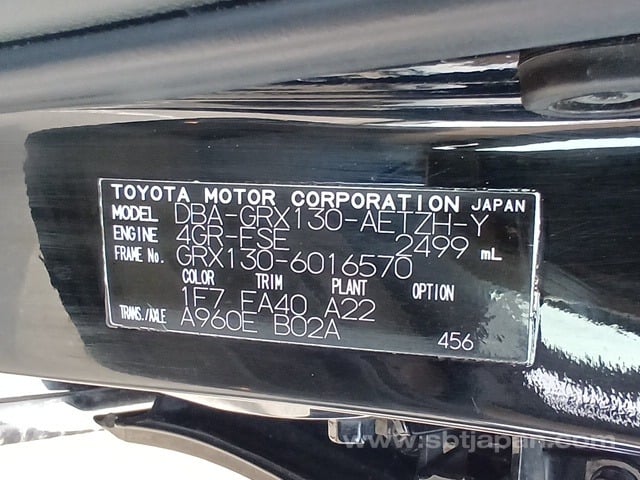 TOYOTA MOTOR CORPORATION JAPAN
MODEL DBA-GRX130-AETZH-Y
ENGINE 4GR-FSE 2499 mL
FRAME No. GRX130-6016570
COLOR TRIM PLANT OPTION
1F7 FA40 A22
TRANS./AXLE A960E B02A
456
www.sbtjapan.com